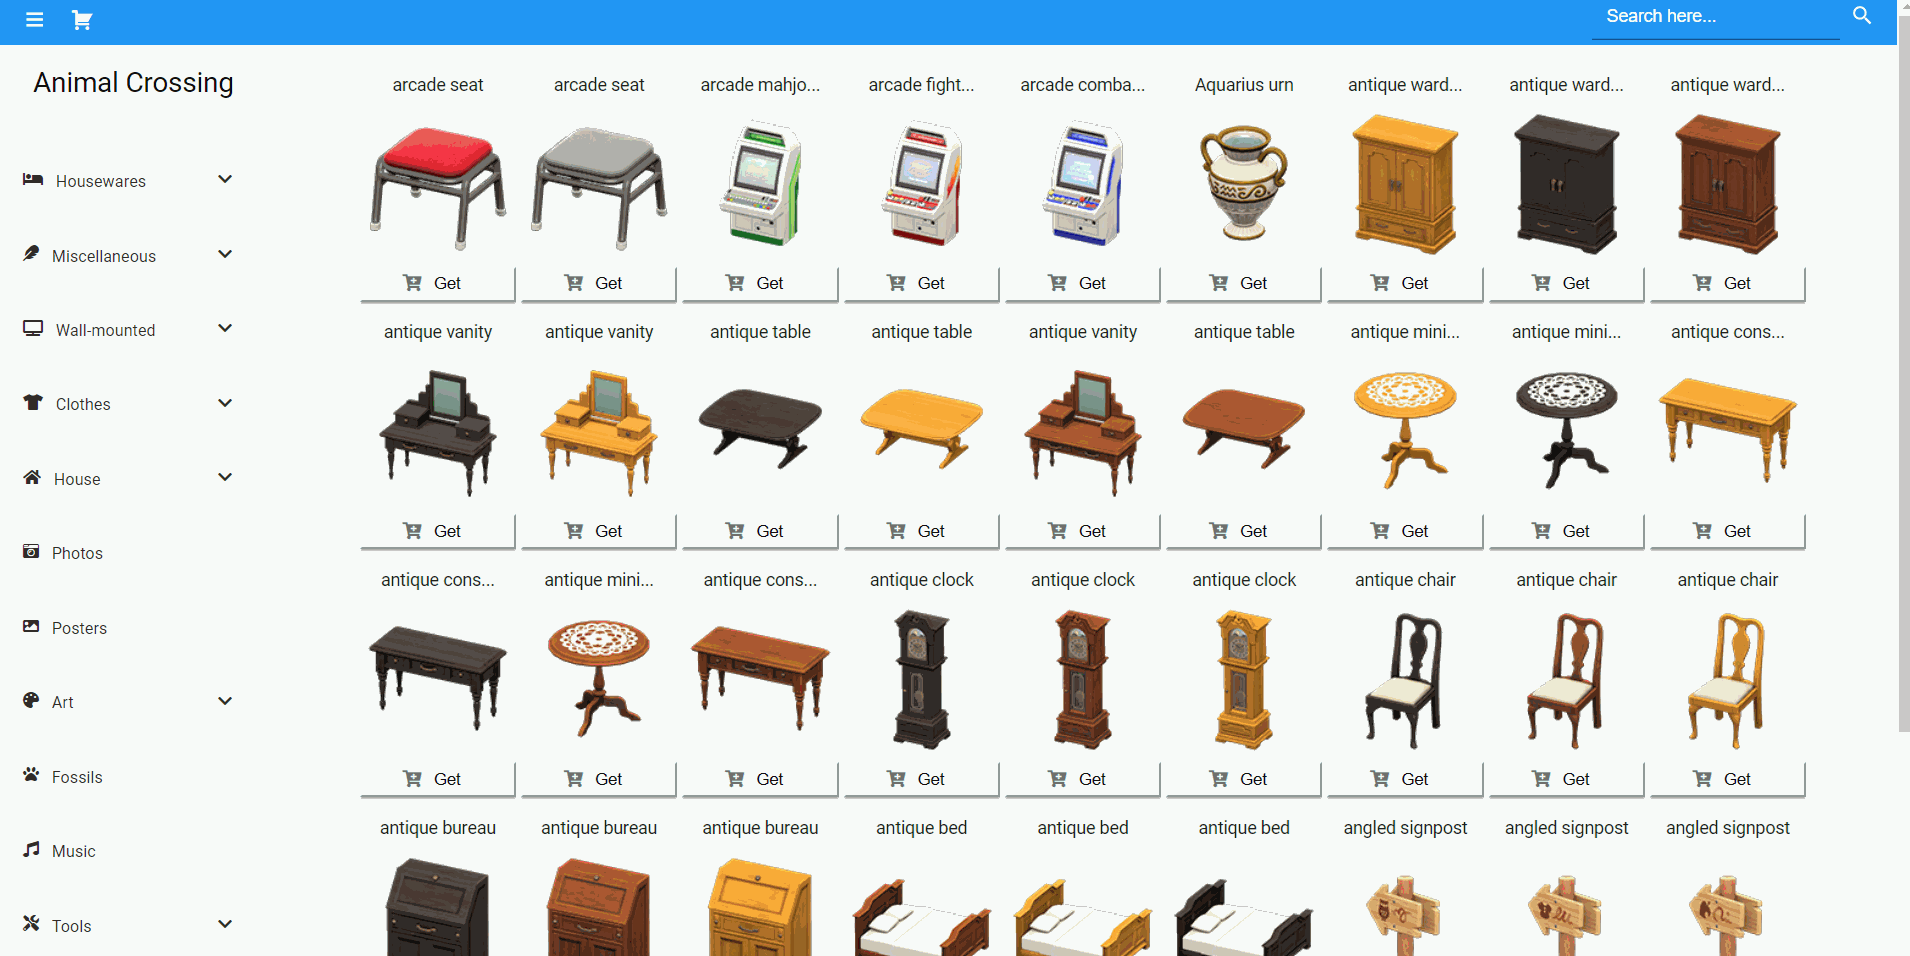 Search here...
Animal Crossing
Housewares
Miscellaneous
Wall-mounted
Clothes
House
Photos
Posters
Art
Fossils
Music
Tools
arcade seat
arcade seat
arcade mahjo...
arcade fight...
arcade comba...
Aquarius urn
antique ward...
antique ward...
antique ward...
Get
Get
Get
Get
Get
Get
Get
Get
Get
antique vanity
antique vanity
antique table
antique table
antique vanity
antique table
antique mini...
antique mini...
antique cons...
Get
Get
Get
Get
Get
Get
Get
Get
Get
antique cons...
antique mini...
antique cons...
antique clock
antique clock
antique clock
antique chair
antique chair
antique chair
Get
Get
Get
Get
Get
Get
Get
Get
Get
antique bureau
antique bureau
antique bureau
antique bed
antique bed
antique bed
angled signpost
angled signpost
angled signpost